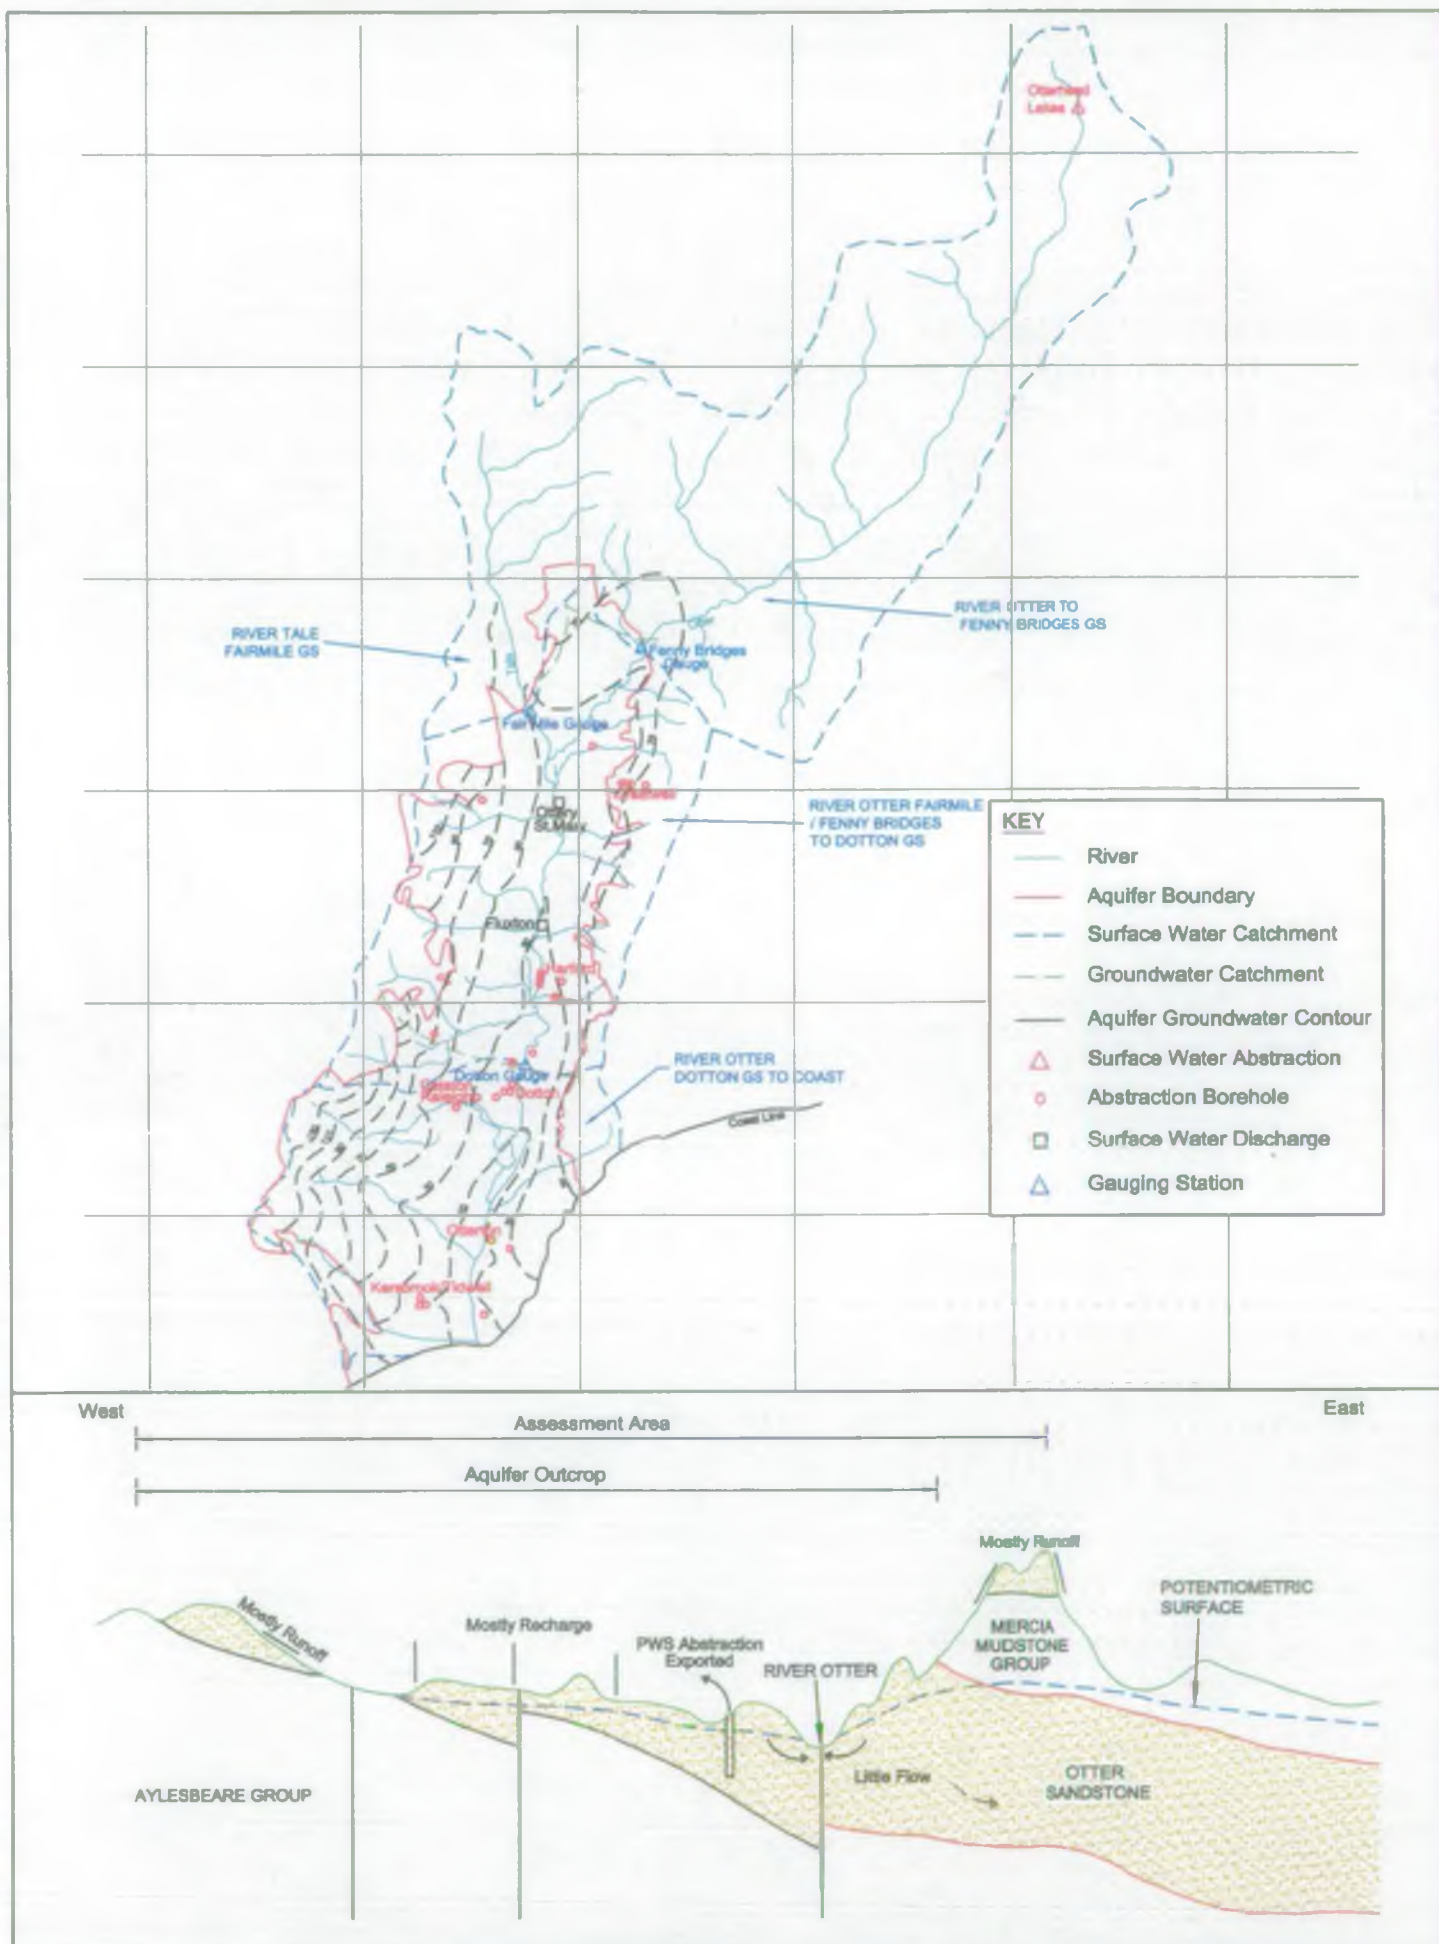 Otterhead
Lakes
RIVER OTTER TO
FENNY BRIDGES GS
RIVER TALE
FAIRMILE GS
Fenny Bridges
Gauge
Fair Mile Gauge
Ottery
St.Mary
RIVER OTTER FAIRMILE
/ FENNY BRIDGES
TO DOTTON GS
Fluxton
Harford
RIVER OTTER
DOTTON GS TO COAST
Dotton Gauge
Dotton
Coast Line
Otterton
KEY
River
Aquifer Boundary
Surface Water Catchment
Groundwater Catchment
Aquifer Groundwater Contour
Surface Water Abstraction
Abstraction Borehole
Surface Water Discharge
Gauging Station
West
East
Assessment Area
Aquifer Outcrop
Mostly Runoff
Mostly Runoff
Mostly Recharge
PWS Abstraction
Exported
RIVER OTTER
MERCIA
MUDSTONE
GROUP
POTENTIOMETRIC
SURFACE
AYLESBEARE GROUP
Little Flow
OTTER
SANDSTONE